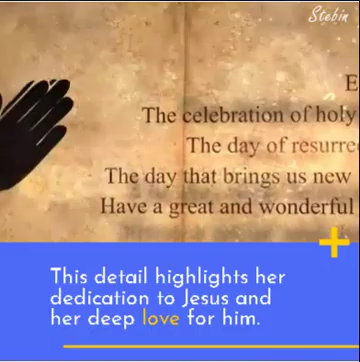 Stebin
E
The celebration of holy
The day of resurre
The day that brings us new
Have a great and wonderful
This detail highlights her
dedication to Jesus and
her deep love for him.